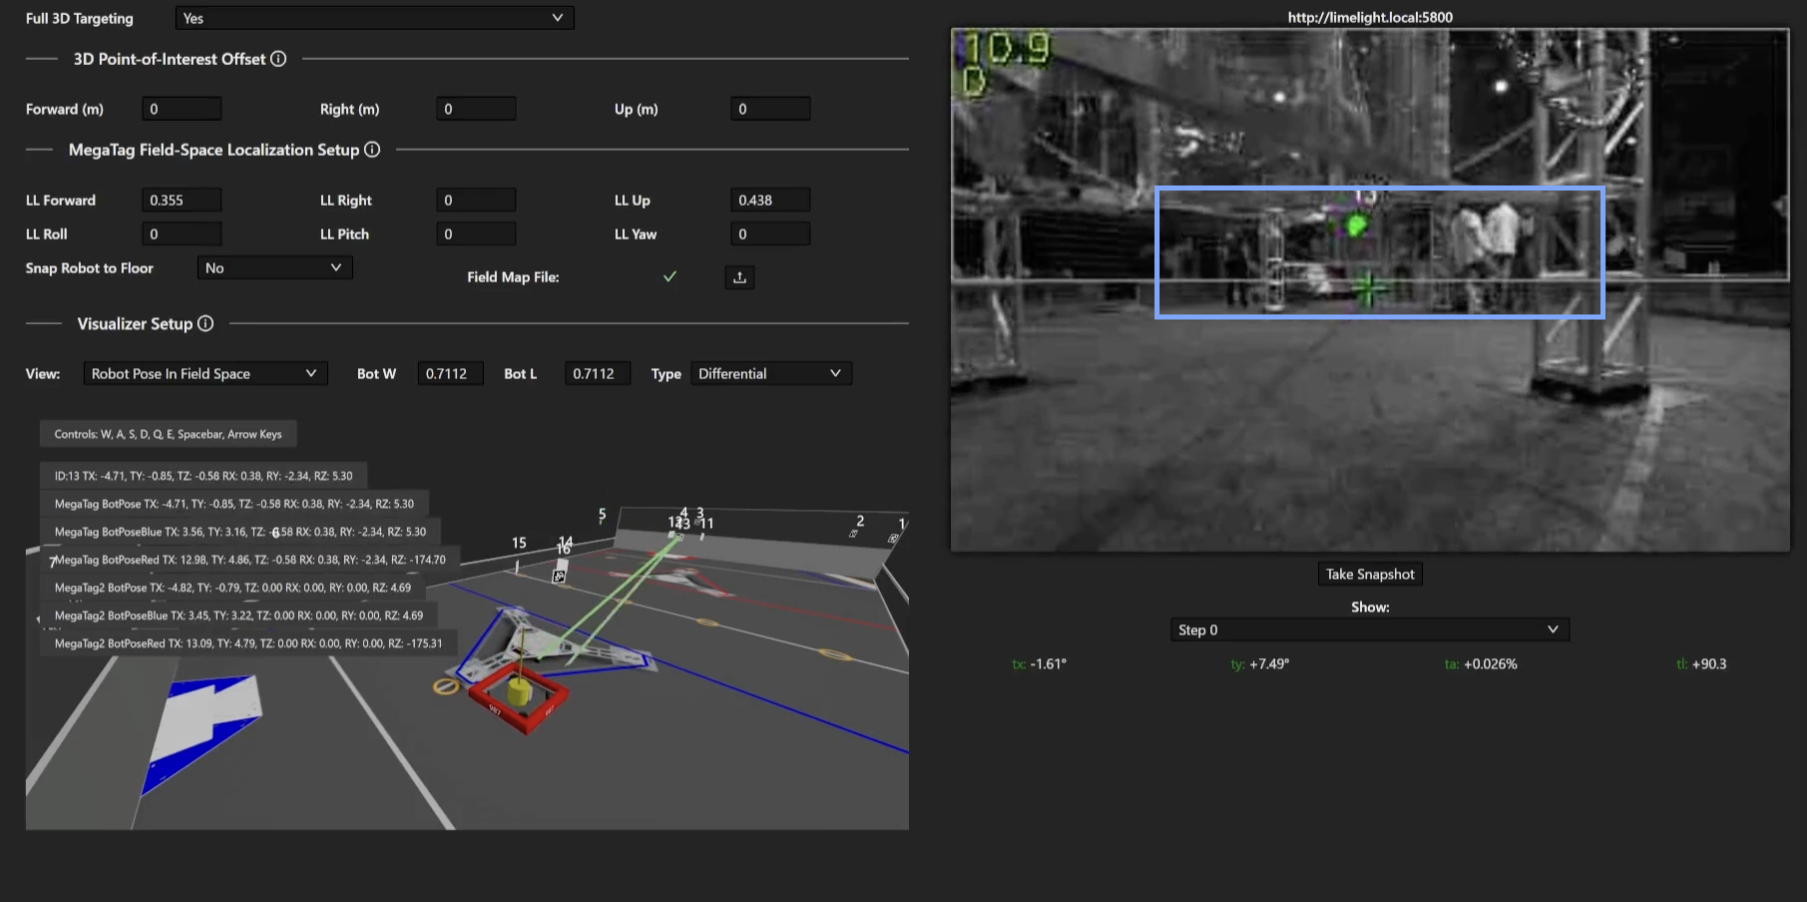 Full 3D Targeting Yes
3D Point-of-Interest Offset
Forward (m) 0 Right (m) 0 Up (m) 0
MegaTag Field-Space Localization Setup
LL Forward 0.355 LL Right 0 LL Up 0.438
LL Roll 0 LL Pitch 0 LL Yaw 0
Snap Robot to Floor No Field Map File:
Visualizer Setup
View: Robot Pose In Field Space Bot W 0.7112 Bot L 0.7112 Type Differential
Controls: W, A, S, D, Q, E, Spacebar, Arrow Keys
ID:13 TX: -4.71, TY: -0.85, TZ: -0.58 RX: 0.38, RY: -2.34, RZ: 5.30
MegaTag BotPose TX: -4.71, TY: -0.85, TZ: -0.58 RX: 0.38, RY: -2.34, RZ: 5.30
MegaTag BotPoseBlue TX: 3.56, TY: 3.16, TZ: -0.58 RX: 0.38, RY: -2.34, RZ: 5.30
MegaTag BotPoseRed TX: 12.98, TY: 4.86, TZ: -0.58 RX: 0.38, RY: -2.34, RZ: -174.70
MegaTag2 BotPose TX: -4.82, TY: -0.79, TZ: 0.00 RX: 0.00, RY: 0.00, RZ: 4.69
MegaTag2 BotPoseBlue TX: 3.45, TY: 3.22, TZ: 0.00 RX: 0.00, RY: 0.00, RZ: 4.69
MegaTag2 BotPoseRed TX: 13.09, TY: 4.79, TZ: 0.00 RX: 0.00, RY: 0.00, RZ: -175.31
5 4 3
12 13 11 2 1
15 14
16
6
7
987
http://limelight.local:5800
10.9
D
13
Take Snapshot
Show:
Step 0
tx: -1.61° ty: +7.49° ta: +0.026% tl: +90.3